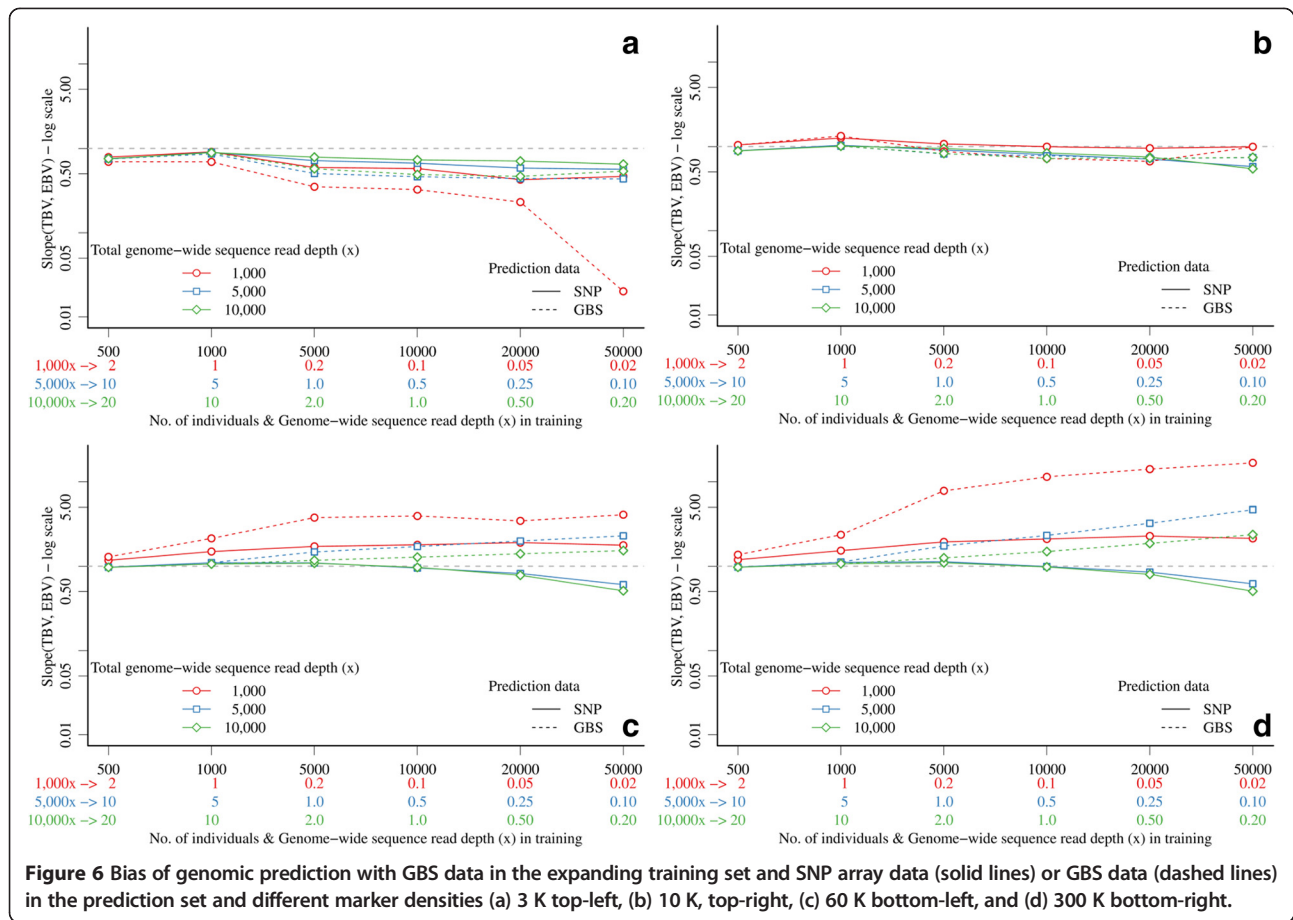 a
Slope(TBV, EBV) − log scale
5.00
0.50
0.05
0.01
Total genome−wide sequence read depth (x)
1,000
5,000
10,000
Prediction data
SNP
GBS
500 1000 5000 10000 20000 50000
1,000x −> 2 1 0.2 0.1 0.05 0.02
5,000x −> 10 5 1.0 0.5 0.25 0.10
10,000x −> 20 10 2.0 1.0 0.50 0.20
No. of individuals & Genome−wide sequence read depth (x) in training
b
Slope(TBV, EBV) − log scale
5.00
0.50
0.05
0.01
Total genome−wide sequence read depth (x)
1,000
5,000
10,000
Prediction data
SNP
GBS
500 1000 5000 10000 20000 50000
1,000x −> 2 1 0.2 0.1 0.05 0.02
5,000x −> 10 5 1.0 0.5 0.25 0.10
10,000x −> 20 10 2.0 1.0 0.50 0.20
No. of individuals & Genome−wide sequence read depth (x) in training
Slope(TBV, EBV) − log scale
5.00
0.50
0.05
0.01
Total genome−wide sequence read depth (x)
1,000
5,000
10,000
Prediction data
SNP
GBS
c
500 1000 5000 10000 20000 50000
1,000x −> 2 1 0.2 0.1 0.05 0.02
5,000x −> 10 5 1.0 0.5 0.25 0.10
10,000x −> 20 10 2.0 1.0 0.50 0.20
No. of individuals & Genome−wide sequence read depth (x) in training
Slope(TBV, EBV) − log scale
5.00
0.50
0.05
0.01
Total genome−wide sequence read depth (x)
1,000
5,000
10,000
Prediction data
SNP
GBS
d
500 1000 5000 10000 20000 50000
1,000x −> 2 1 0.2 0.1 0.05 0.02
5,000x −> 10 5 1.0 0.5 0.25 0.10
10,000x −> 20 10 2.0 1.0 0.50 0.20
No. of individuals & Genome−wide sequence read depth (x) in training
Figure 6 Bias of genomic prediction with GBS data in the expanding training set and SNP array data (solid lines) or GBS data (dashed lines)
in the prediction set and different marker densities (a) 3 K top-left, (b) 10 K, top-right, (c) 60 K bottom-left, and (d) 300 K bottom-right.